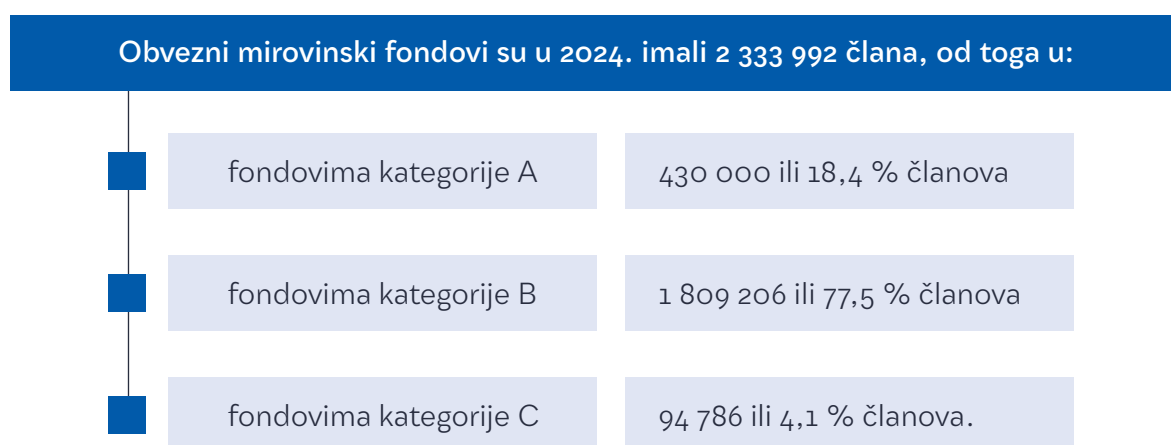 Obvezni mirovinski fondovi su u 2024. imali 2 333 992 člana, od toga u:
fondovima kategorije A
430 000 ili 18,4 % članova
fondovima kategorije B
1 809 206 ili 77,5 % članova
fondovima kategorije C
94 786 ili 4,1 % članova.